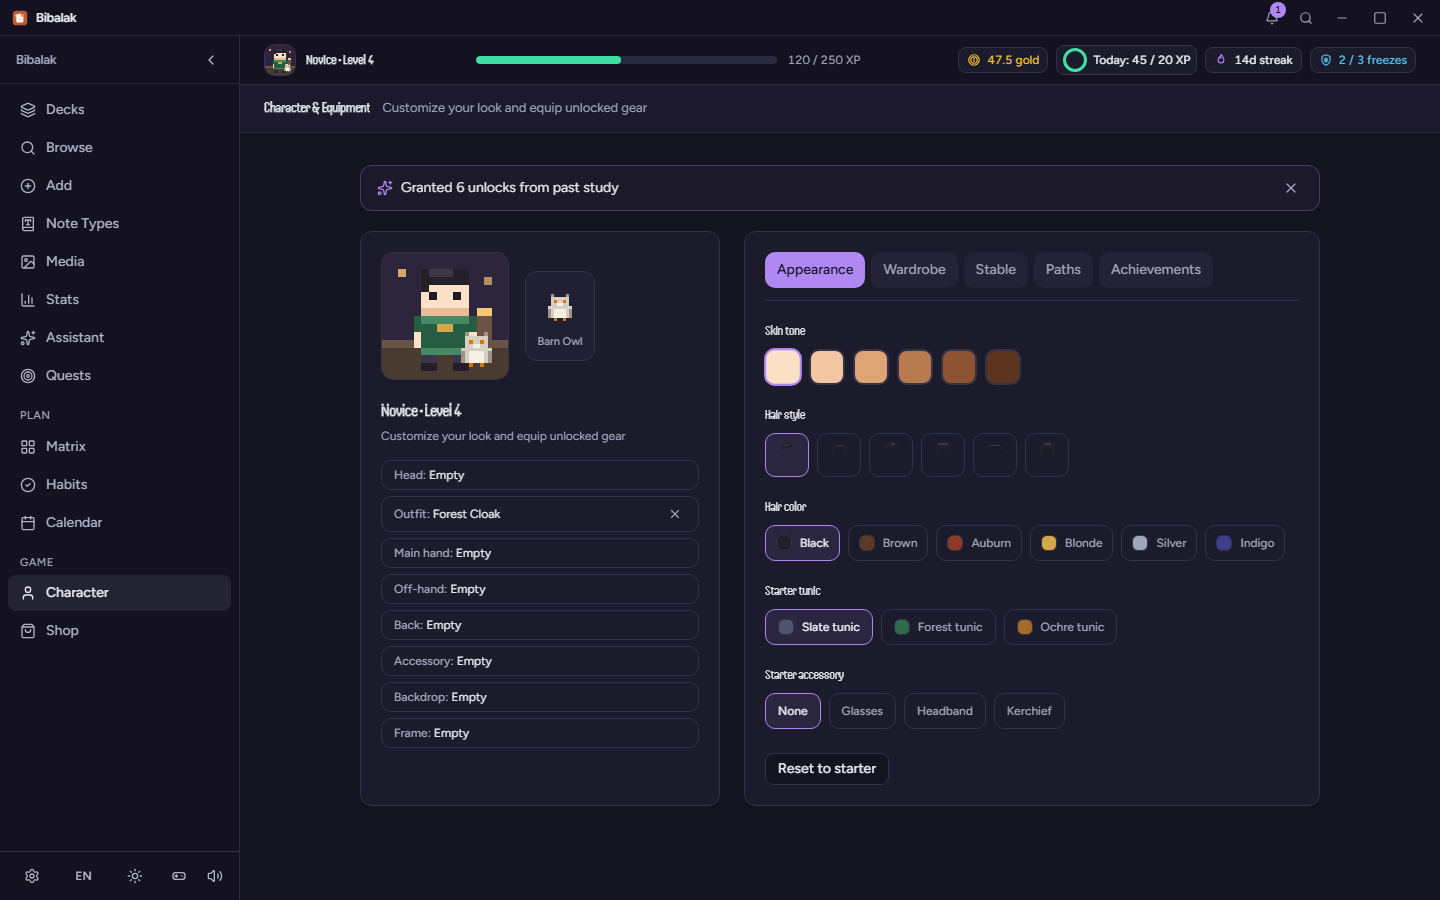 Bibalak
1
Bibalak
Novice · Level 4
120 / 250 XP
47.5 gold
Today: 45 / 20 XP
14d streak
2 / 3 freezes
Decks
Browse
Add
Note Types
Media
Stats
Assistant
Quests
PLAN
Matrix
Habits
Calendar
GAME
Character
Shop
EN
Character & Equipment
Customize your look and equip unlocked gear
Granted 6 unlocks from past study
Barn Owl
Novice · Level 4
Customize your look and equip unlocked gear
Head: Empty
Outfit: Forest Cloak
Main hand: Empty
Off-hand: Empty
Back: Empty
Accessory: Empty
Backdrop: Empty
Frame: Empty
Appearance
Wardrobe
Stable
Paths
Achievements
Skin tone
Hair style
Hair color
Black
Brown
Auburn
Blonde
Silver
Indigo
Starter tunic
Slate tunic
Forest tunic
Ochre tunic
Starter accessory
None
Glasses
Headband
Kerchief
Reset to starter